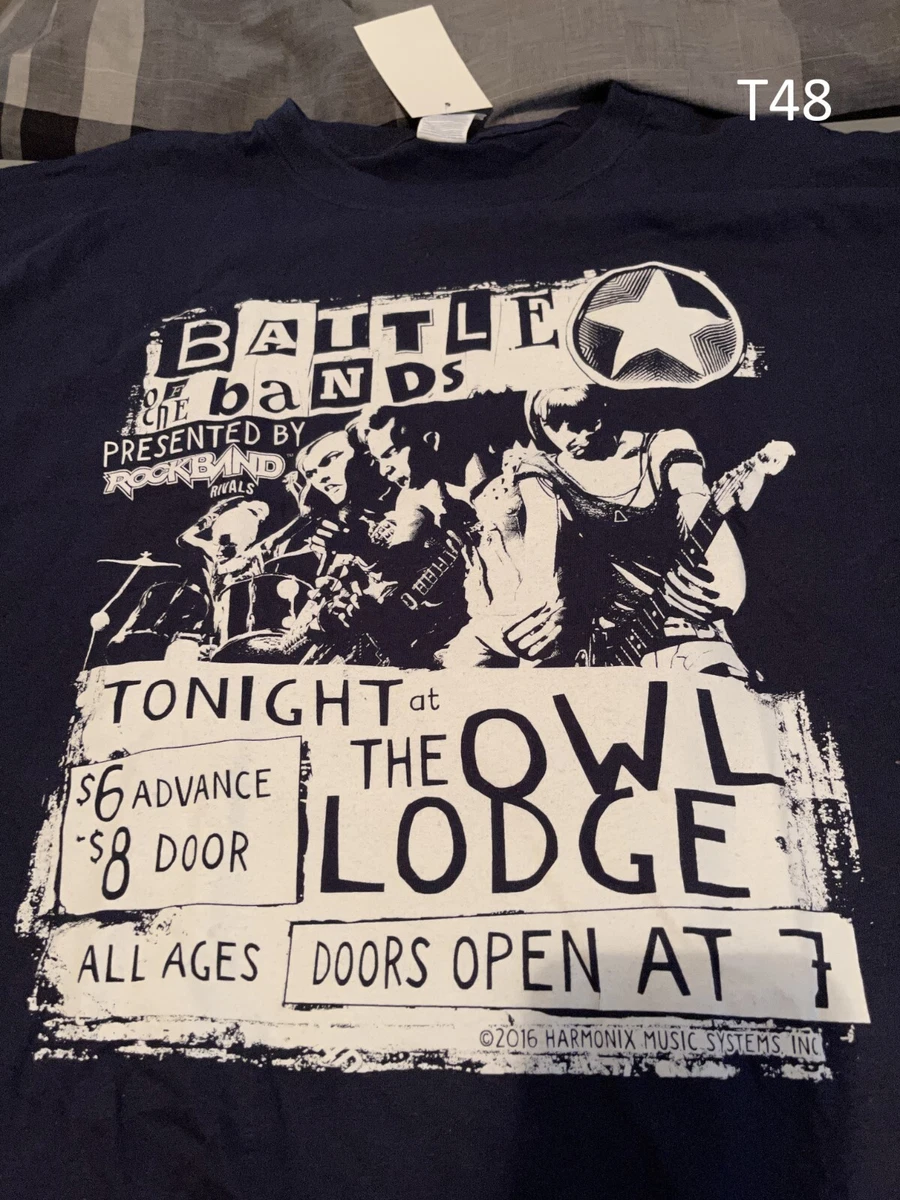 T48
BATTLE
OF THE baNDS
PRESENTED BY
ROCKBAND™
RIVALS
TONIGHT at
THE OWL
LODGE
$6 ADVANCE
-$8 DOOR
ALL AGES
DOORS OPEN AT 7
©2016 HARMONIX MUSIC SYSTEMS, INC